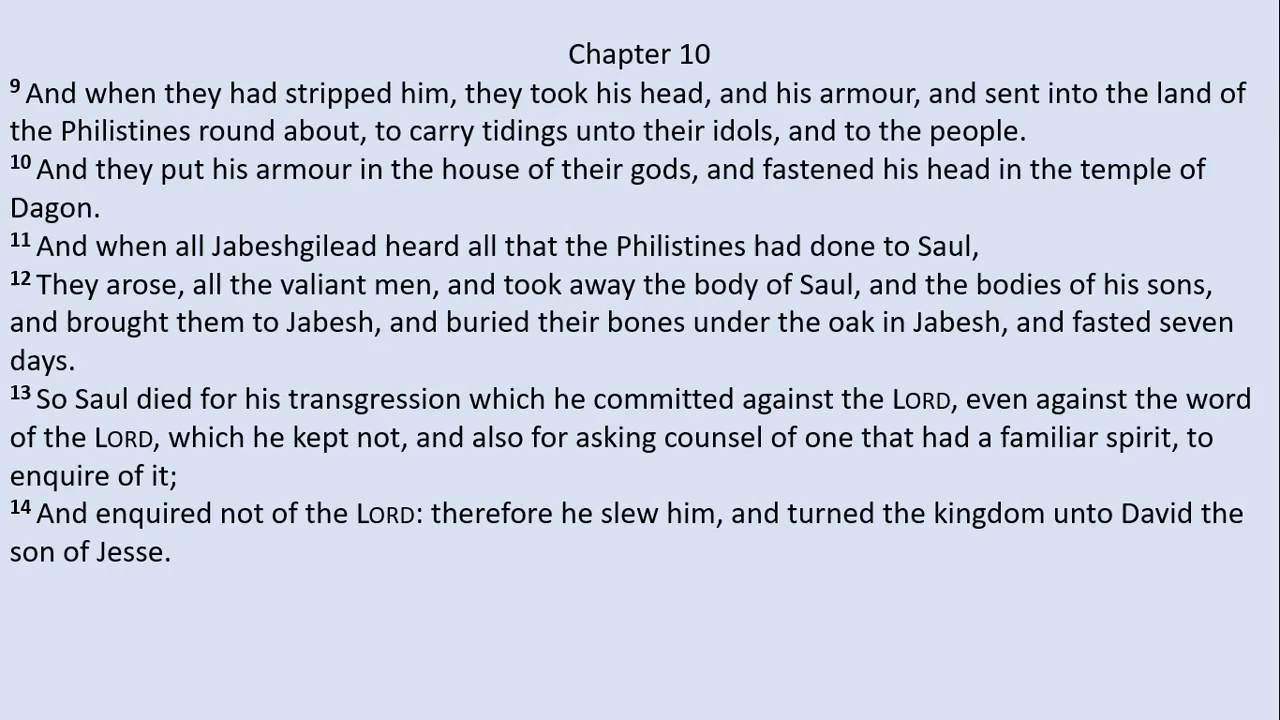 Chapter 10
9 And when they had stripped him, they took his head, and his armour, and sent into the land of
the Philistines round about, to carry tidings unto their idols, and to the people.
10 And they put his armour in the house of their gods, and fastened his head in the temple of
Dagon.
11 And when all Jabeshgilead heard all that the Philistines had done to Saul,
12 They arose, all the valiant men, and took away the body of Saul, and the bodies of his sons,
and brought them to Jabesh, and buried their bones under the oak in Jabesh, and fasted seven
days.
13 So Saul died for his transgression which he committed against the LORD, even against the word
of the LORD, which he kept not, and also for asking counsel of one that had a familiar spirit, to
enquire of it;
14 And enquired not of the LORD: therefore he slew him, and turned the kingdom unto David the
son of Jesse.